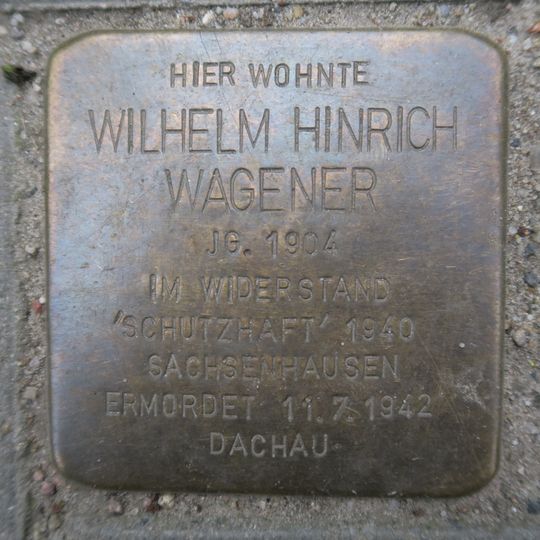 HIER WOHNTE
WILHELM HINRICH
WAGENER
JG. 1904
IM WIDERSTAND
'SCHUTZHAFT' 1940
SACHSENHAUSEN
ERMORDET 11.7.1942
DACHAU